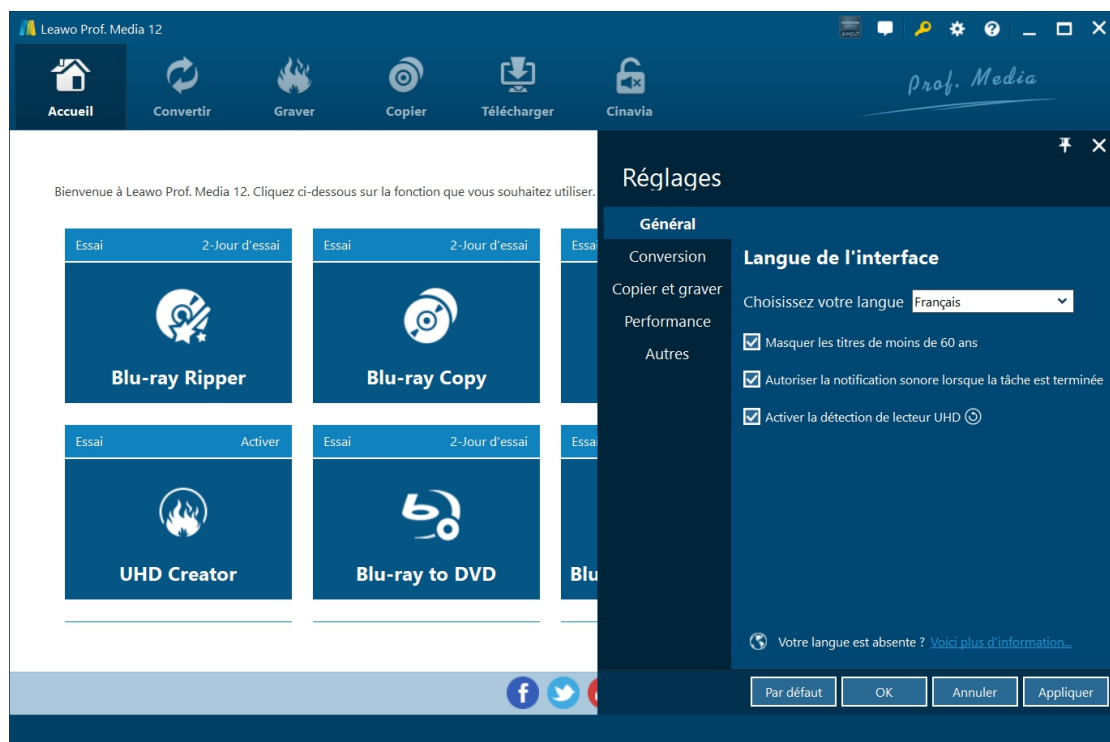 Leawo Prof. Media 12
Accueil
Convertir
Graver
Copier
Télécharger
Cinavia
Prof. Media
Bienvenue à Leawo Prof. Media 12. Cliquez ci-dessous sur la fonction que vous souhaitez utiliser.
Essai 2-Jour d'essai
Blu-ray Ripper
Essai 2-Jour d'essai
Blu-ray Copy
Essai Activer
UHD Creator
Essai 2-Jour d'essai
Blu-ray to DVD
Réglages
Général
Conversion
Copier et graver
Performance
Autres
Langue de l'interface
Choisissez votre langue Français
Masquer les titres de moins de 60 ans
Autoriser la notification sonore lorsque la tâche est terminée
Activer la détection de lecteur UHD
Votre langue est absente ? Voici plus d'information...
Par défaut
OK
Annuler
Appliquer